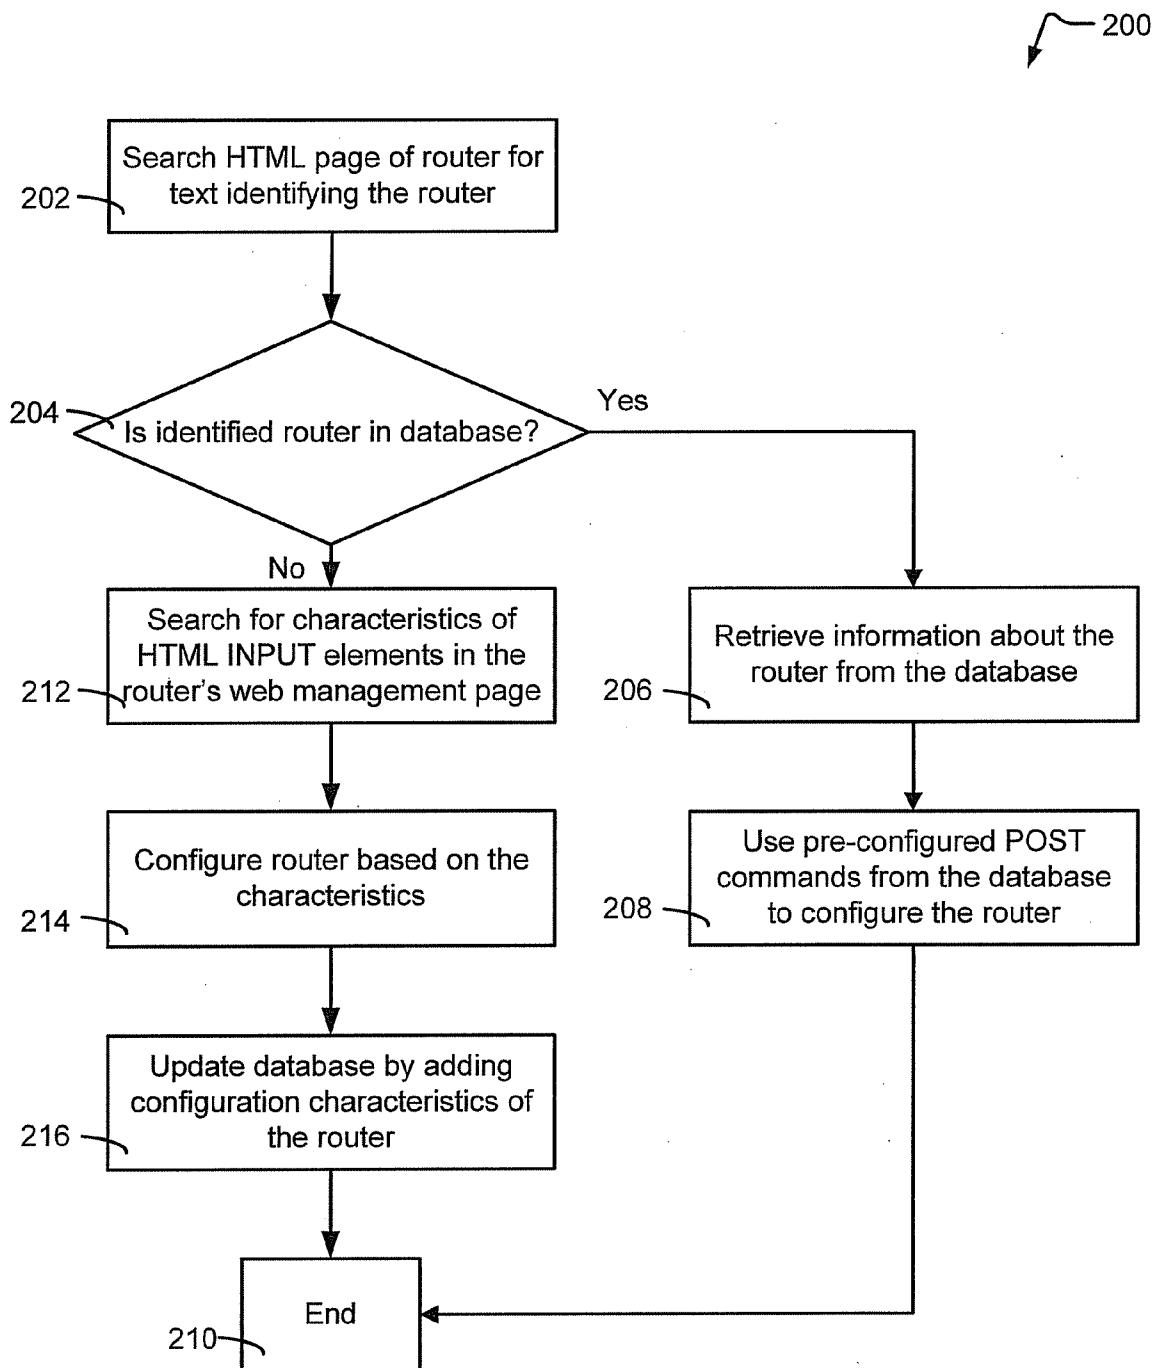 200
Search HTML page of router for
text identifying the router
202
204
Is identified router in database?
Yes
No
Search for characteristics of
HTML INPUT elements in the
router's web management page
212
Retrieve information about the
router from the database
206
Configure router based on the
characteristics
214
Use pre-configured POST
commands from the database
to configure the router
208
Update database by adding
configuration characteristics of
the router
216
End
210